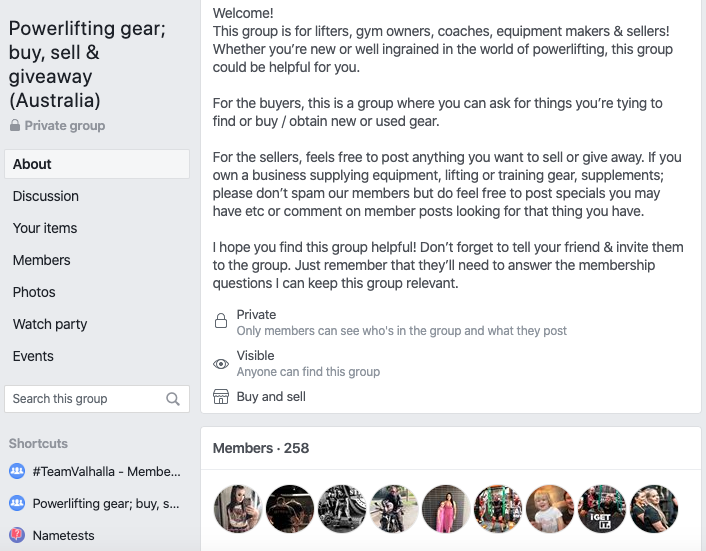 Powerlifting gear;
buy, sell &
giveaway
(Australia)
Private group
About
Discussion
Your items
Members
Photos
Watch party
Events
Search this group
Shortcuts
#TeamValhalla - Membe...
Powerlifting gear; buy, s...
Nametests
Welcome!
This group is for lifters, gym owners, coaches, equipment makers & sellers!
Whether you're new or well ingrained in the world of powerlifting, this group
could be helpful for you.
For the buyers, this is a group where you can ask for things you're tying to
find or buy / obtain new or used gear.
For the sellers, feels free to post anything you want to sell or give away. If you
own a business supplying equipment, lifting or training gear, supplements;
please don't spam our members but do feel free to post specials you may
have etc or comment on member posts looking for that thing you have.
I hope you find this group helpful! Don't forget to tell your friend & invite them
to the group. Just remember that they'll need to answer the membership
questions I can keep this group relevant.
Private
Only members can see who's in the group and what they post
Visible
Anyone can find this group
Buy and sell
Members · 258
iGET
IT